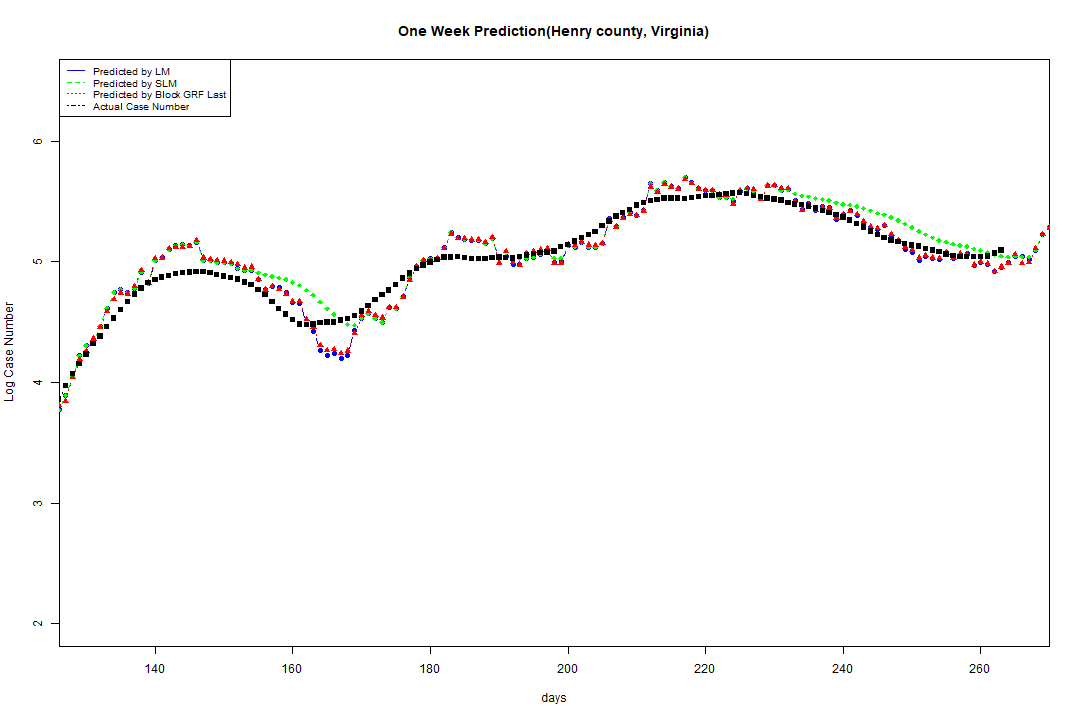 One Week Prediction(Henry county, Virginia)
Predicted by LM
Predicted by SLM
Predicted by Block GRF Last
Actual Case Number
6
5
4
3
2
Log Case Number
140 160 180 200 220 240 260
days